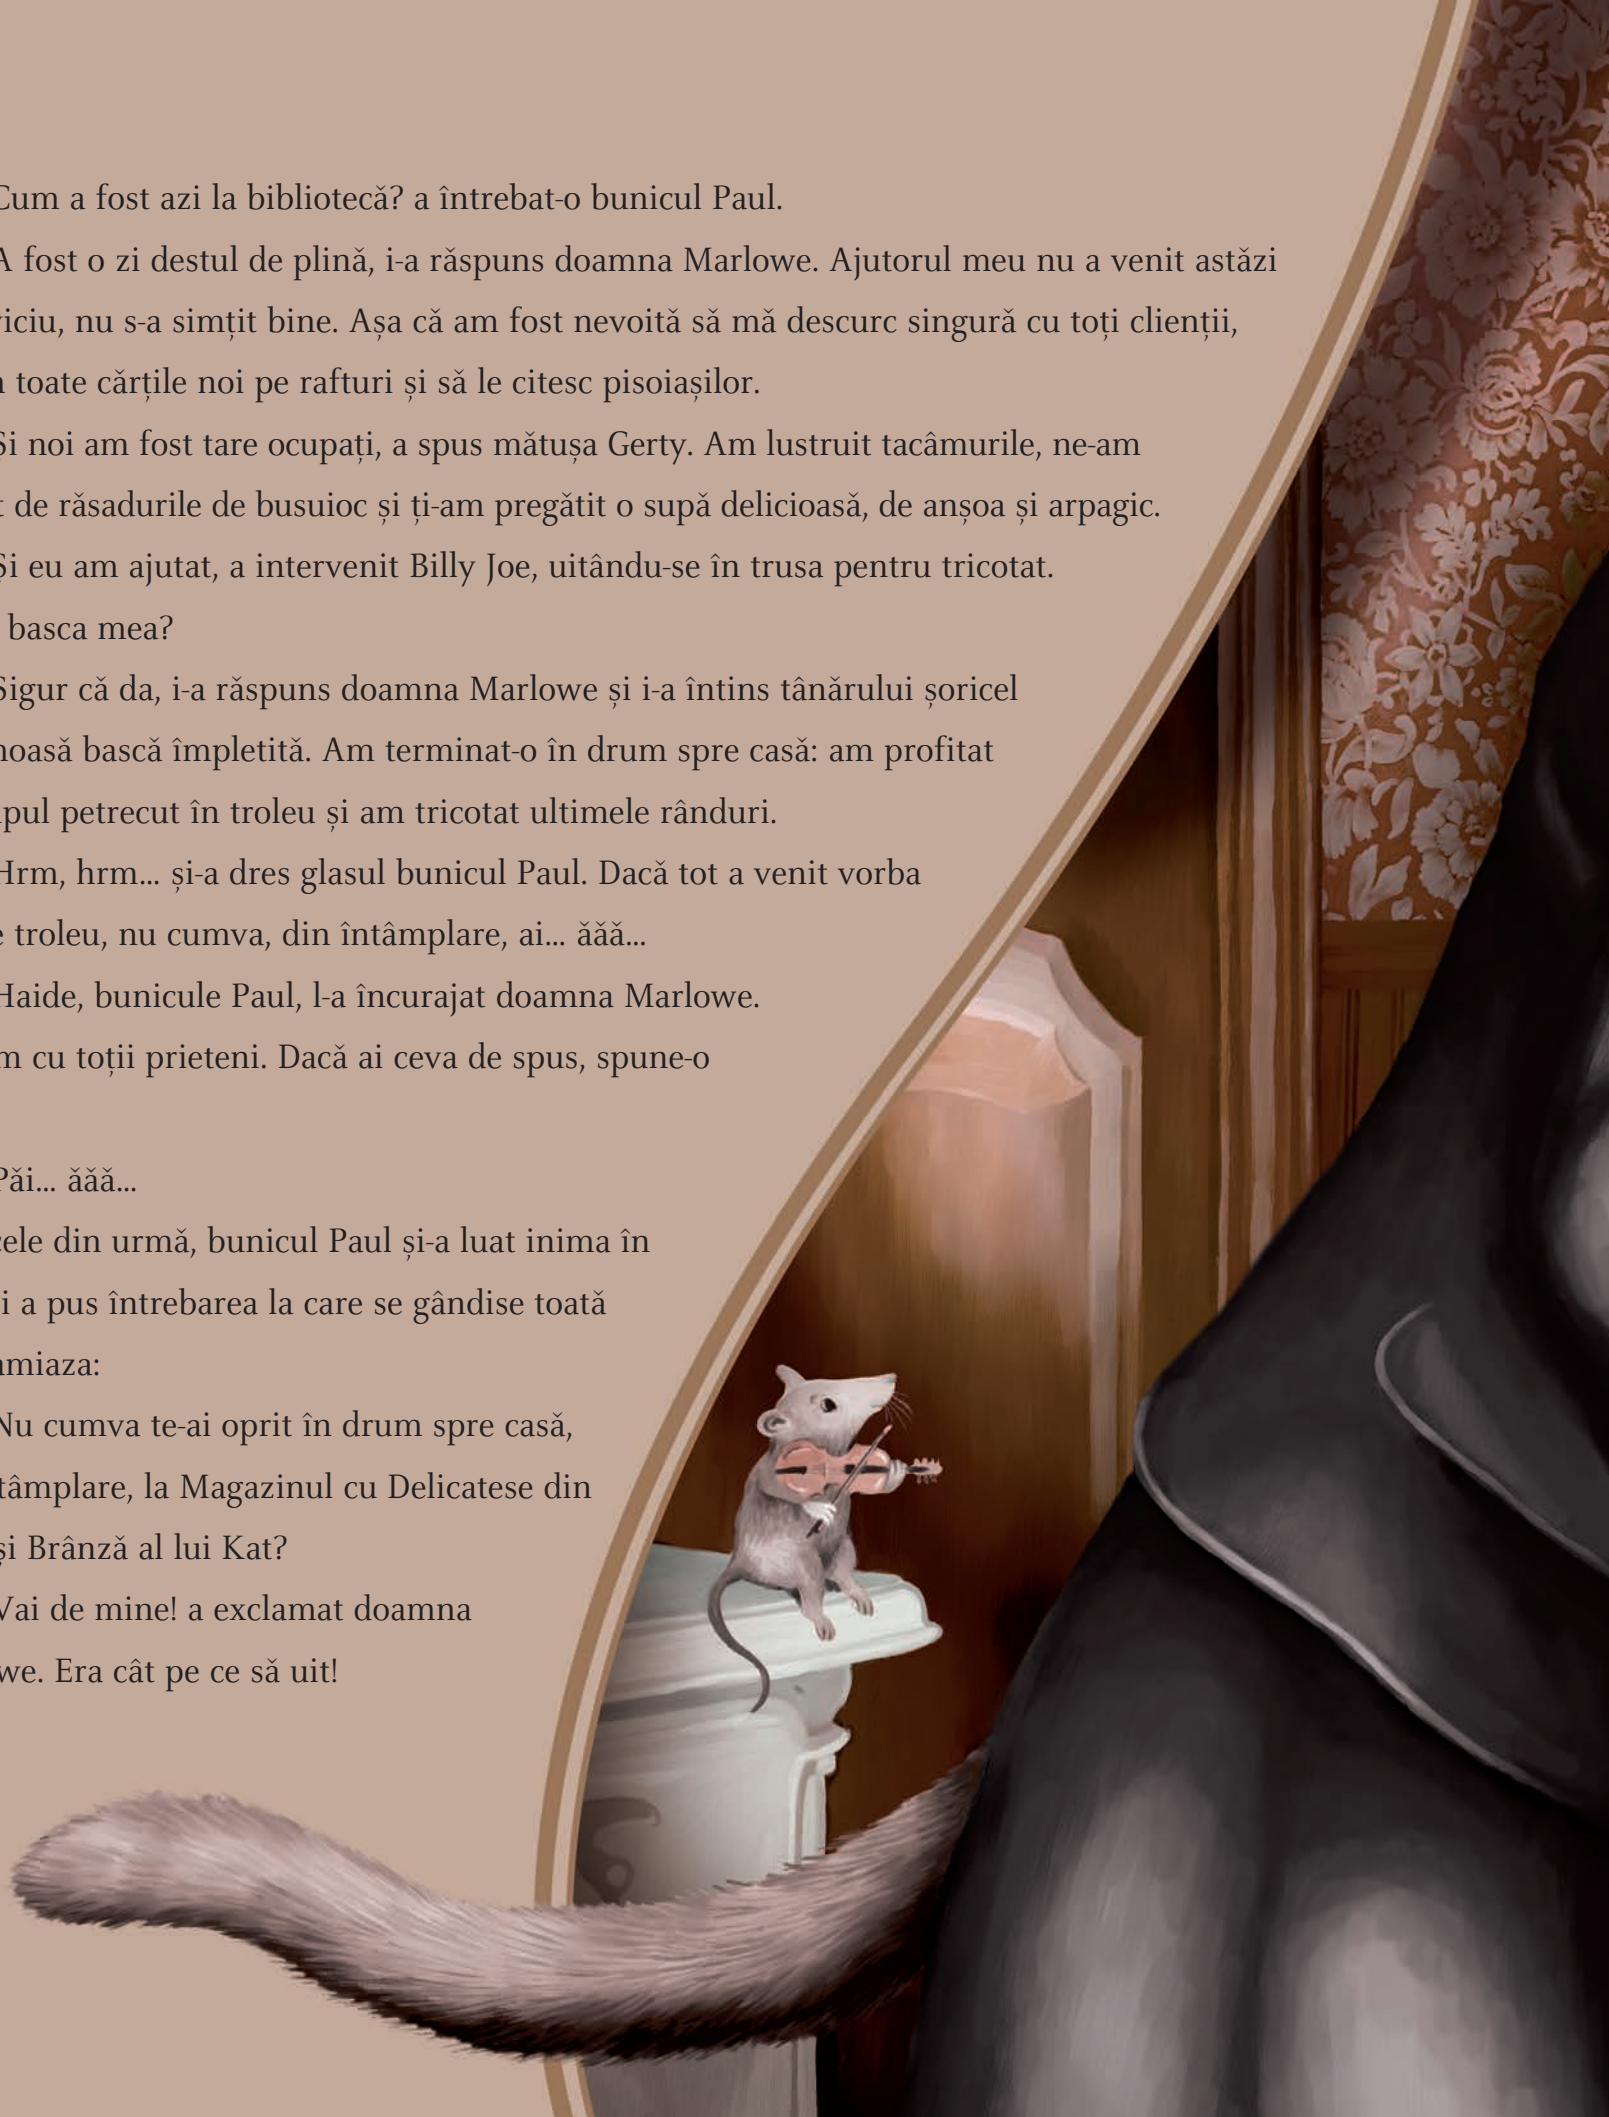 Cum a fost azi la bibliotecă? a întrebat-o bunicul Paul.
A fost o zi destul de plină, i-a răspuns doamna Marlowe. Ajutorul meu nu a venit astăzi
viciu, nu s-a simțit bine. Așa că am fost nevoită să mă descurc singură cu toți clienții,
toate cărțile noi pe rafturi și să le citesc pisoiașilor.
Și noi am fost tare ocupați, a spus mătușa Gerty. Am lustruit tacâmurile, ne-am
de răsadurile de busuioc și ți-am pregătit o supă delicioasă, de anșoa și arpagic.
Și eu am ajutat, a intervenit Billy Joe, uitându-se în trusa pentru tricotat.
basca mea?
Sigur că da, i-a răspuns doamna Marlowe și i-a întins tânărului șoricel
moasă bască împletită. Am terminat-o în drum spre casă: am profitat
pul petrecut în troleu și am tricotat ultimele rânduri.
Hrm, hrm... și-a dres glasul bunicul Paul. Dacă tot a venit vorba
e troleu, nu cumva, din întâmplare, ai... ăăă...
Haide, bunicule Paul, l-a încurajat doamna Marlowe.
m cu toții prieteni. Dacă ai ceva de spus, spune-o
Păi... ăăă...
cele din urmă, bunicul Paul și-a luat inima în
i a pus întrebarea la care se gândise toată
amiaza:
Nu cumva te-ai oprit în drum spre casă,
tâmplare, la Magazinul cu Delicatese din
și Brânză al lui Kat?
Vai de mine! a exclamat doamna
we. Era cât pe ce să uit!